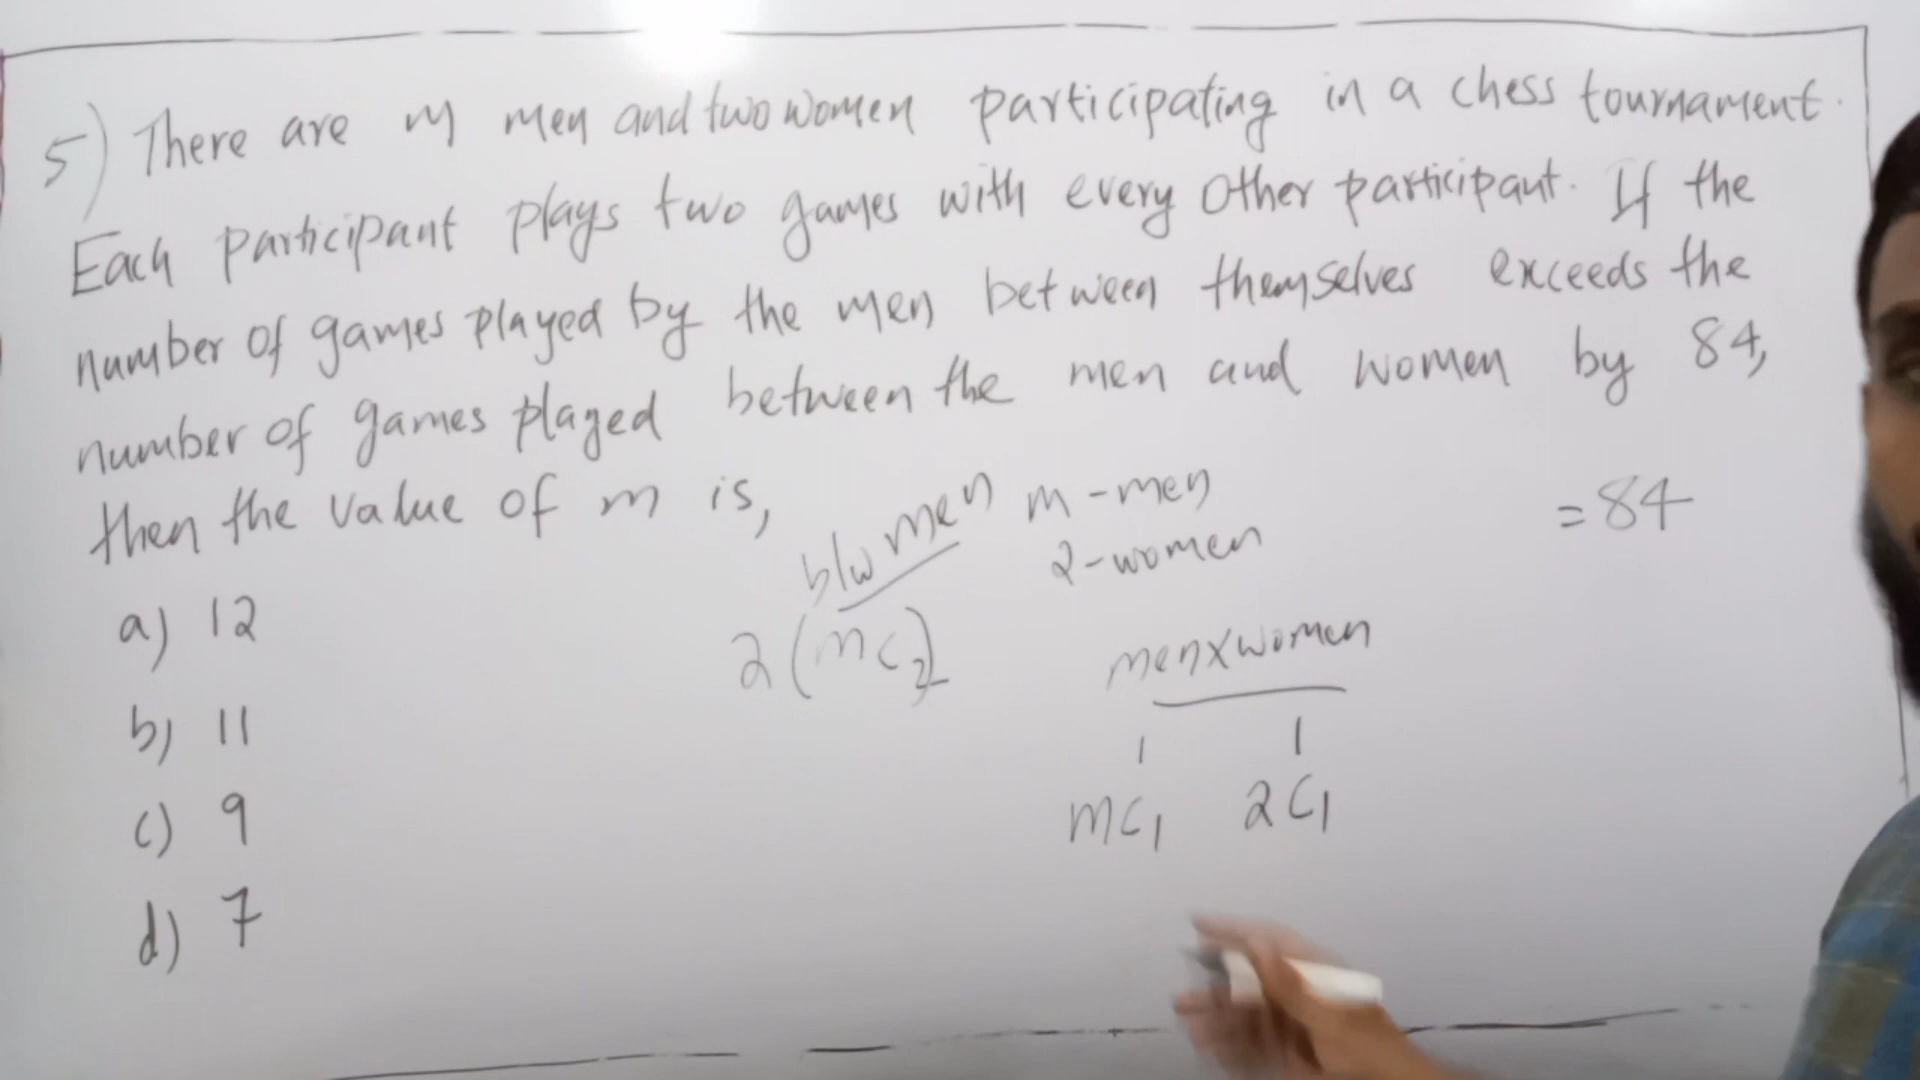 5) There are m men and two women participating in a chess tournament.
Each participant plays two games with every other participant. If the
number of games played by the men between themselves exceeds the
number of games played between the men and women by 84,
then the value of m is,
b/w men
m - men
2 - women
= 84
a) 12
2 (mC2)
men x women
b) 11
1 1
c) 9
mC1 2C1
d) 7